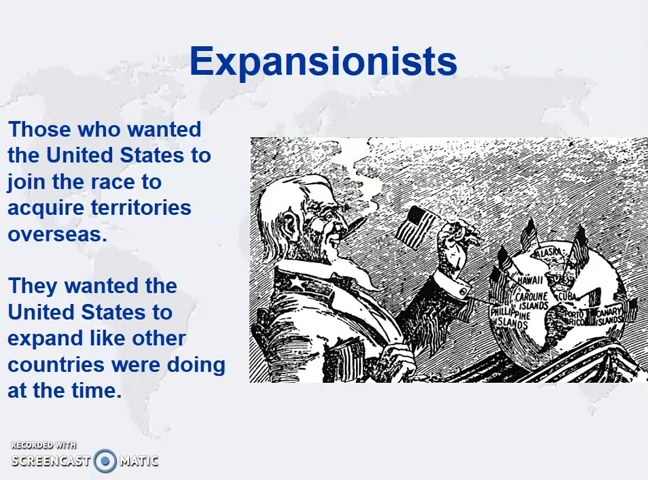 Expansionists
Those who wanted
the United States to
join the race to
acquire territories
overseas.
They wanted the
United States to
expand like other
countries were doing
at the time.
ALASKA
HAWAII
CAROLINE
ISLANDS
CUBA
PHILLIPPINE
ISLANDS
PORTO
RICO
CANARY
ISLANDS
RECORDED WITH
SCREENCAST MATIC